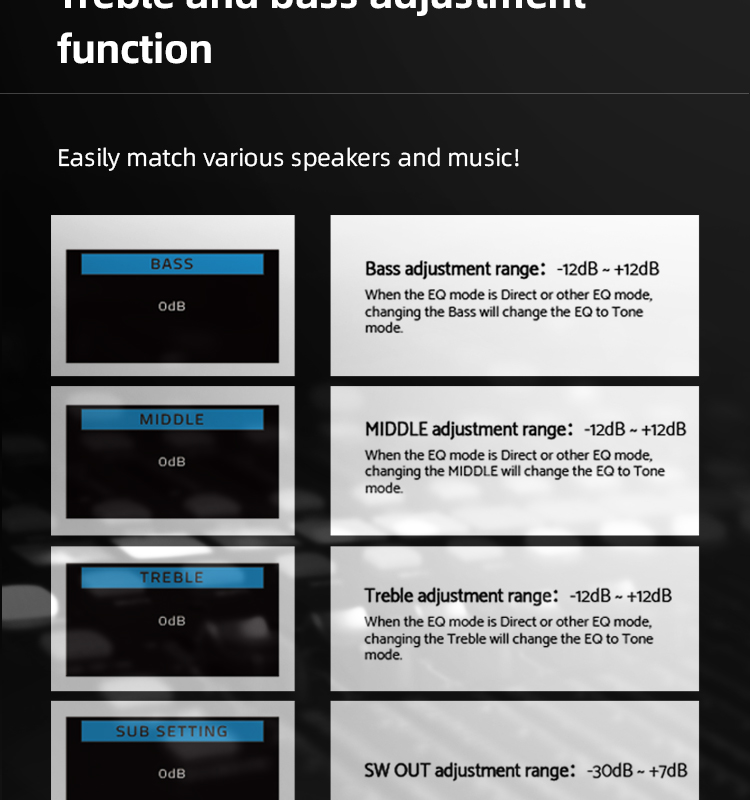 Treble and bass adjustment
function
Easily match various speakers and music!
BASS
0dB
Bass adjustment range： -12dB ~ +12dB
When the EQ mode is Direct or other EQ mode,
changing the Bass will change the EQ to Tone
mode.
MIDDLE
0dB
MIDDLE adjustment range： -12dB ~ +12dB
When the EQ mode is Direct or other EQ mode,
changing the MIDDLE will change the EQ to Tone
mode.
TREBLE
0dB
Treble adjustment range： -12dB ~ +12dB
When the EQ mode is Direct or other EQ mode,
changing the Treble will change the EQ to Tone
mode.
SUB SETTING
0dB
SW OUT adjustment range： -30dB ~ +7dB